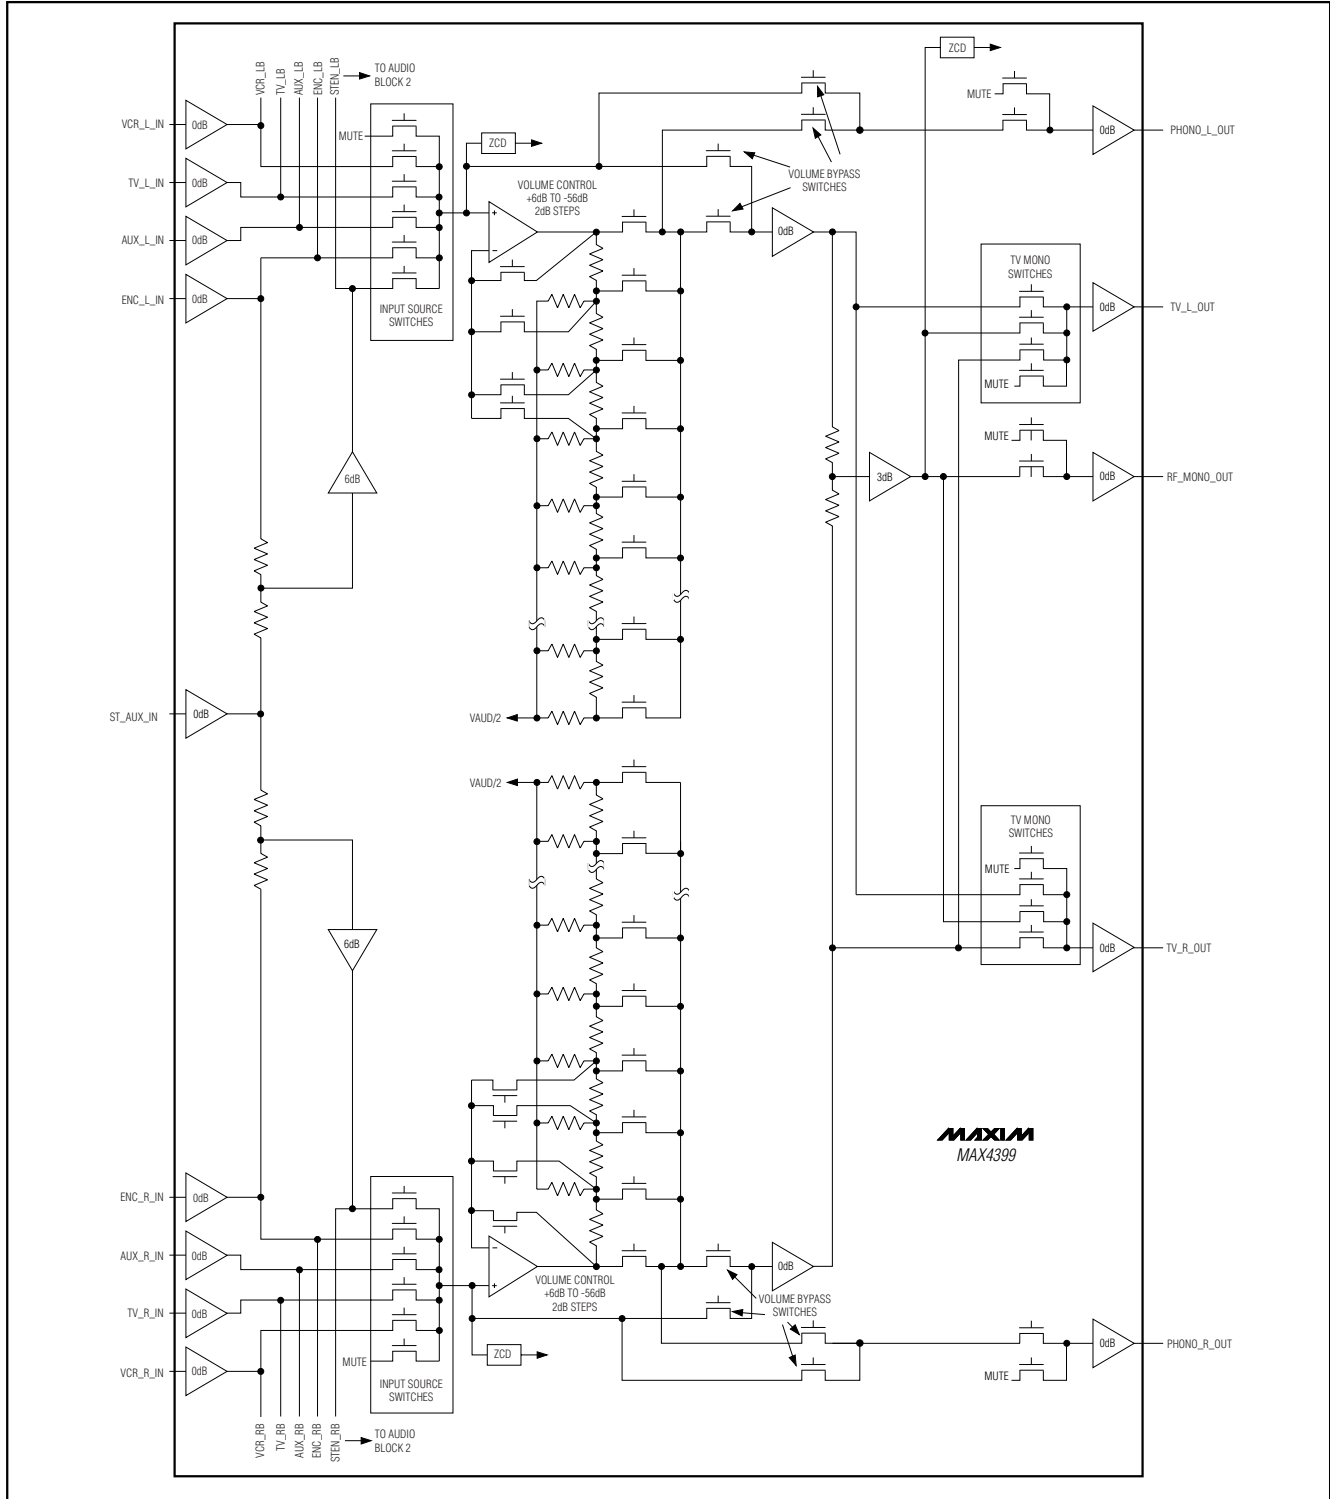 ZCD
VCR_LB
TV_LB
AUX_LB
ENC_LB
STEN_LB
TO AUDIO
BLOCK 2
MUTE
VCR_L_IN
0dB
MUTE
ZCD
0dB
PHONO_L_OUT
VOLUME BYPASS
SWITCHES
TV_L_IN
0dB
VOLUME CONTROL
+6dB TO -56dB
2dB STEPS
+
−
0dB
AUX_L_IN
0dB
TV MONO
SWITCHES
ENC_L_IN
0dB
INPUT SOURCE
SWITCHES
0dB
TV_L_OUT
MUTE
MUTE
6dB
3dB
0dB
RF_MONO_OUT
ST_AUX_IN
0dB
VAUD/2
VAUD/2
TV MONO
SWITCHES
MUTE
6dB
0dB
TV_R_OUT
MAXIM
MAX4399
ENC_R_IN
0dB
AUX_R_IN
0dB
−
+
0dB
VOLUME CONTROL
+6dB TO -56dB
2dB STEPS
VOLUME BYPASS
SWITCHES
TV_R_IN
0dB
ZCD
0dB
PHONO_R_OUT
MUTE
VCR_R_IN
0dB
MUTE
INPUT SOURCE
SWITCHES
VCR_RB
TV_RB
AUX_RB
ENC_RB
STEN_RB
TO AUDIO
BLOCK 2